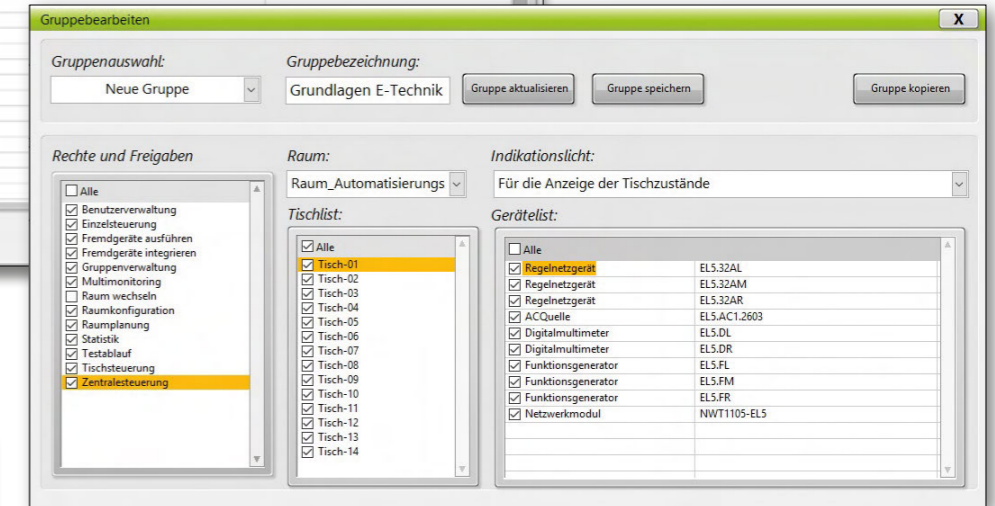 Gruppebearbeiten
X
Gruppenauswahl:
Gruppebezeichnung:
Neue Gruppe
Grundlagen E-Technik
Gruppe aktualisieren
Gruppe speichern
Gruppe kopieren
Rechte und Freigaben
Alle
Benutzerverwaltung
Einzelsteuerung
Fremdgeräte ausführen
Fremdgeräte integrieren
Gruppenverwaltung
Multimonitoring
Raum wechseln
Raumkonfiguration
Raumplanung
Statistik
Testablauf
Tischsteuerung
Zentralesteuerung
Raum:
Raum_Automatisierungs
Tischlist:
Alle
Tisch-01
Tisch-02
Tisch-03
Tisch-04
Tisch-05
Tisch-06
Tisch-07
Tisch-08
Tisch-09
Tisch-10
Tisch-11
Tisch-12
Tisch-13
Tisch-14
Indikationslicht:
Für die Anzeige der Tischzustände
Gerätelist:
Alle
Regelnetzgerät EL5.32AL
Regelnetzgerät EL5.32AM
Regelnetzgerät EL5.32AR
ACQuelle EL5.AC1.2603
Digitalmultimeter EL5.DL
Digitalmultimeter EL5.DR
Funktionsgenerator EL5.FL
Funktionsgenerator EL5.FM
Funktionsgenerator EL5.FR
Netzwerkmodul NWT1105-EL5